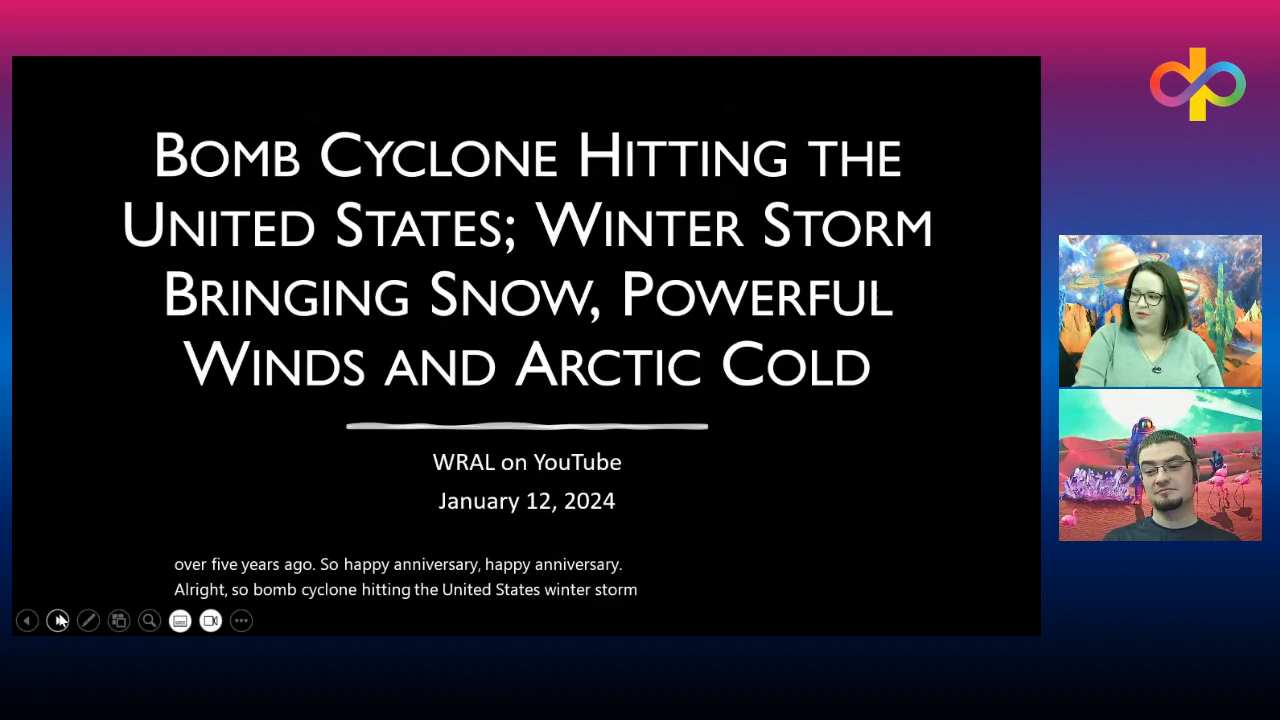 BOMB CYCLONE HITTING THE
UNITED STATES; WINTER STORM
BRINGING SNOW, POWERFUL
WINDS AND ARCTIC COLD
WRAL on YouTube
January 12, 2024
over five years ago. So happy anniversary, happy anniversary.
Alright, so bomb cyclone hitting the United States winter storm